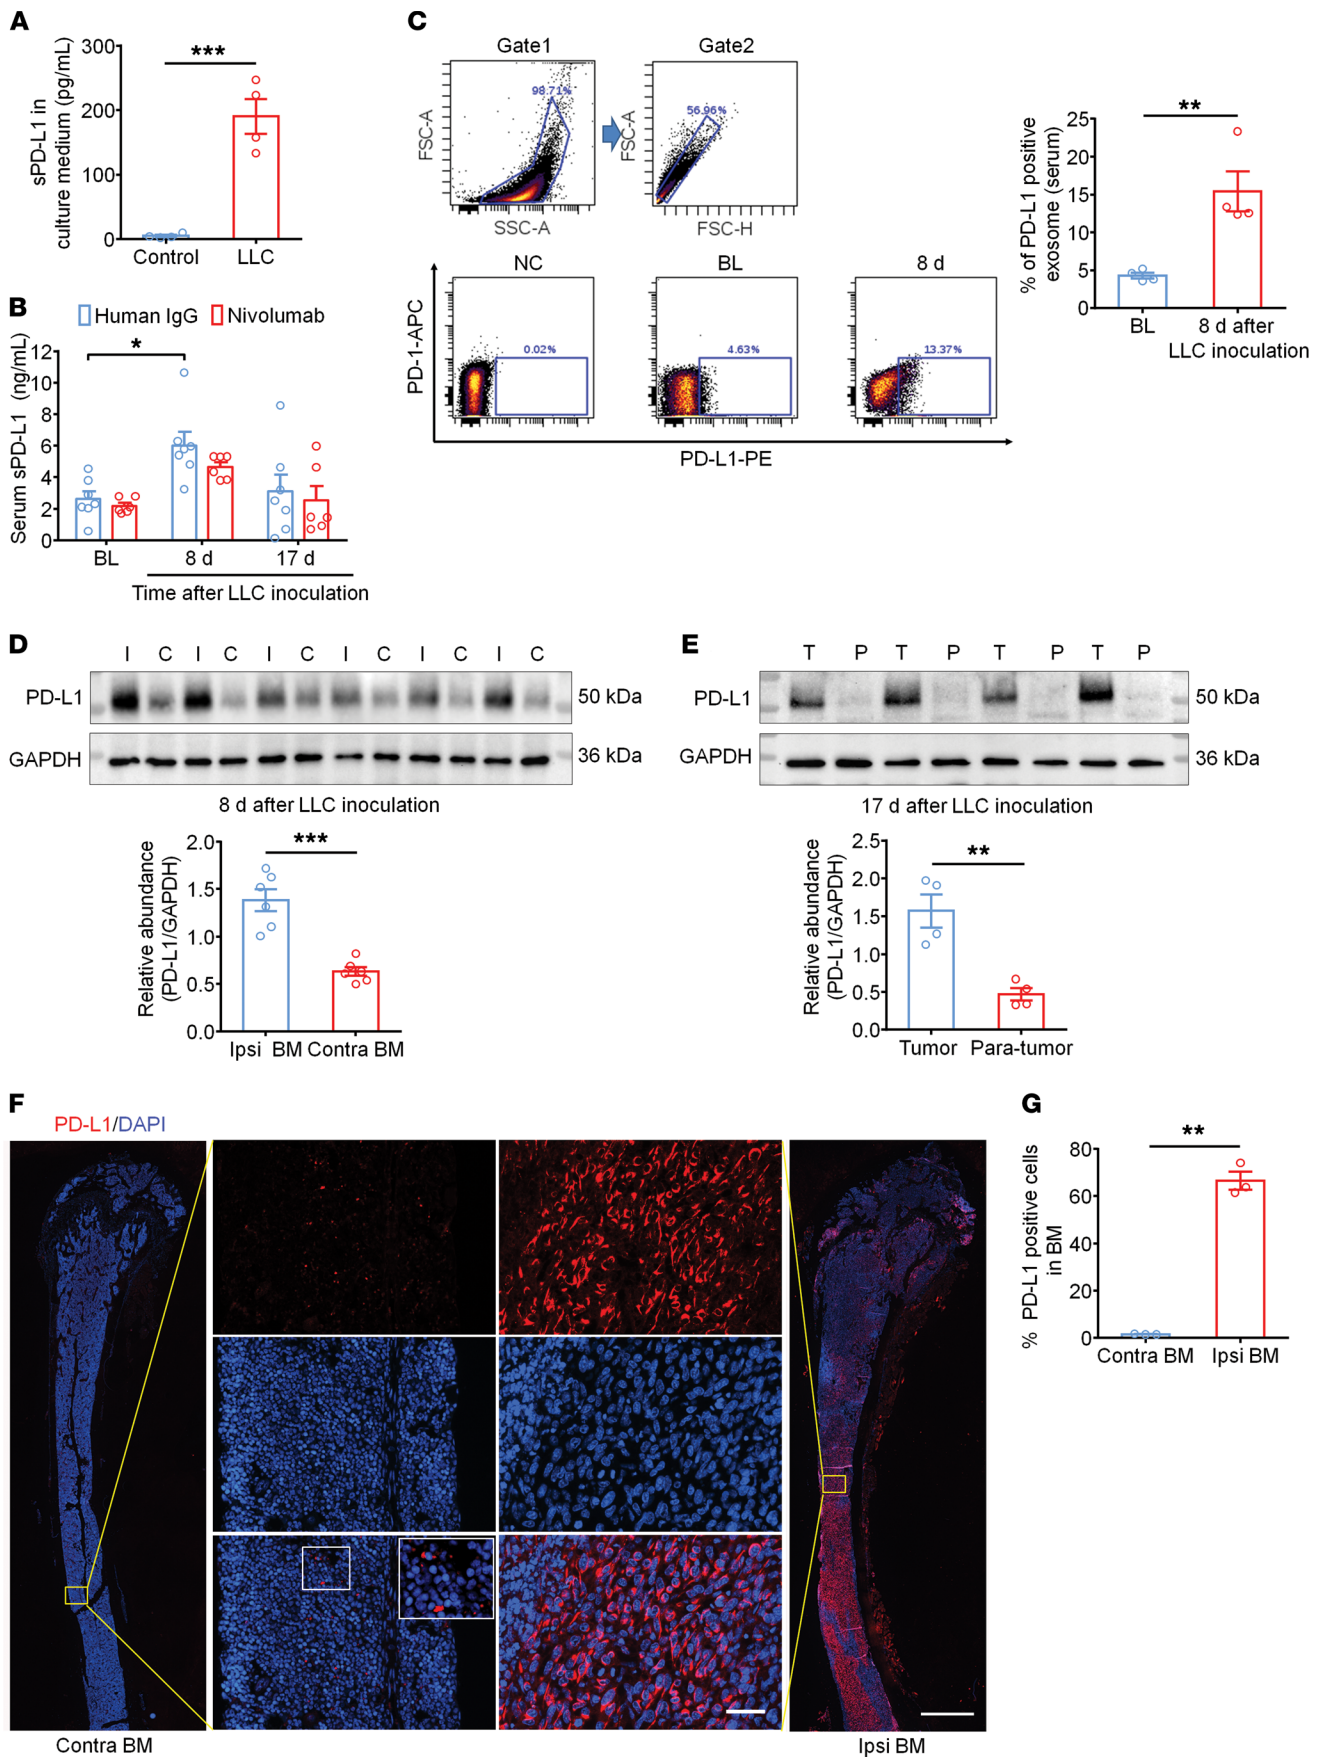 A
***
sPD-L1 in
culture medium (pg/mL)
300
200
100
0
Control
LLC
B
Human IgG
Nivolumab
*
Serum sPD-L1 (ng/mL)
12
10
8
6
4
2
0
BL
8 d
17 d
Time after LLC inoculation
C
Gate1
Gate2
FSC-A
98.71%
SSC-A
FSC-A
56.96%
FSC-H
NC
BL
8 d
PD-1-APC
0.02%
4.63%
13.37%
PD-L1-PE
**
% of PD-L1 positive
exosome (serum)
25
20
15
10
5
0
BL
8 d after
LLC inoculation
D
I C I C I C I C I C I C
PD-L1
50 kDa
GAPDH
36 kDa
8 d after LLC inoculation
***
Relative abundance
(PD-L1/GAPDH)
2.0
1.5
1.0
0.5
0.0
Ipsi BM
Contra BM
E
T P T P T P T P
PD-L1
50 kDa
GAPDH
36 kDa
17 d after LLC inoculation
**
Relative abundance
(PD-L1/GAPDH)
2.5
2.0
1.5
1.0
0.5
0.0
Tumor
Para-tumor
F
PD-L1/DAPI
Contra BM
Ipsi BM
G
**
% PD-L1 positive cells
in BM
80
60
40
20
0
Contra BM
Ipsi BM